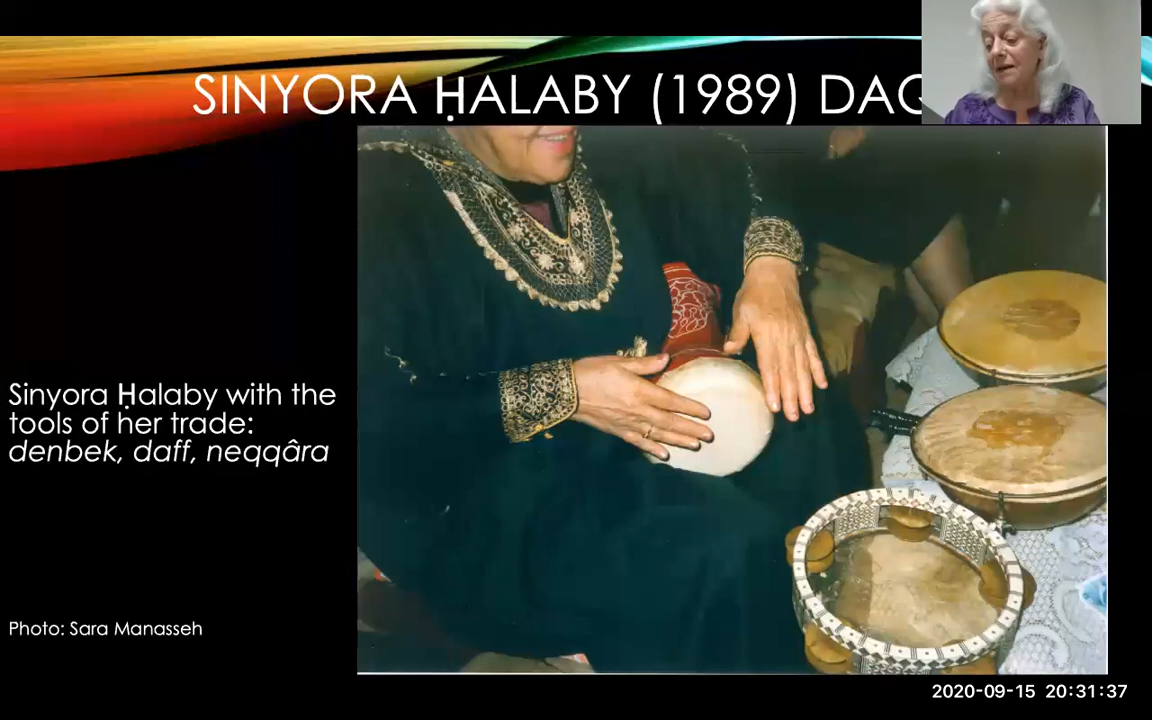 SINYORA ḤALABY (1989) DAQ
Sinyora Ḥalaby with the
tools of her trade:
denbek, daff, neqqâra
Photo: Sara Manasseh
2020-09-15 20:31:37